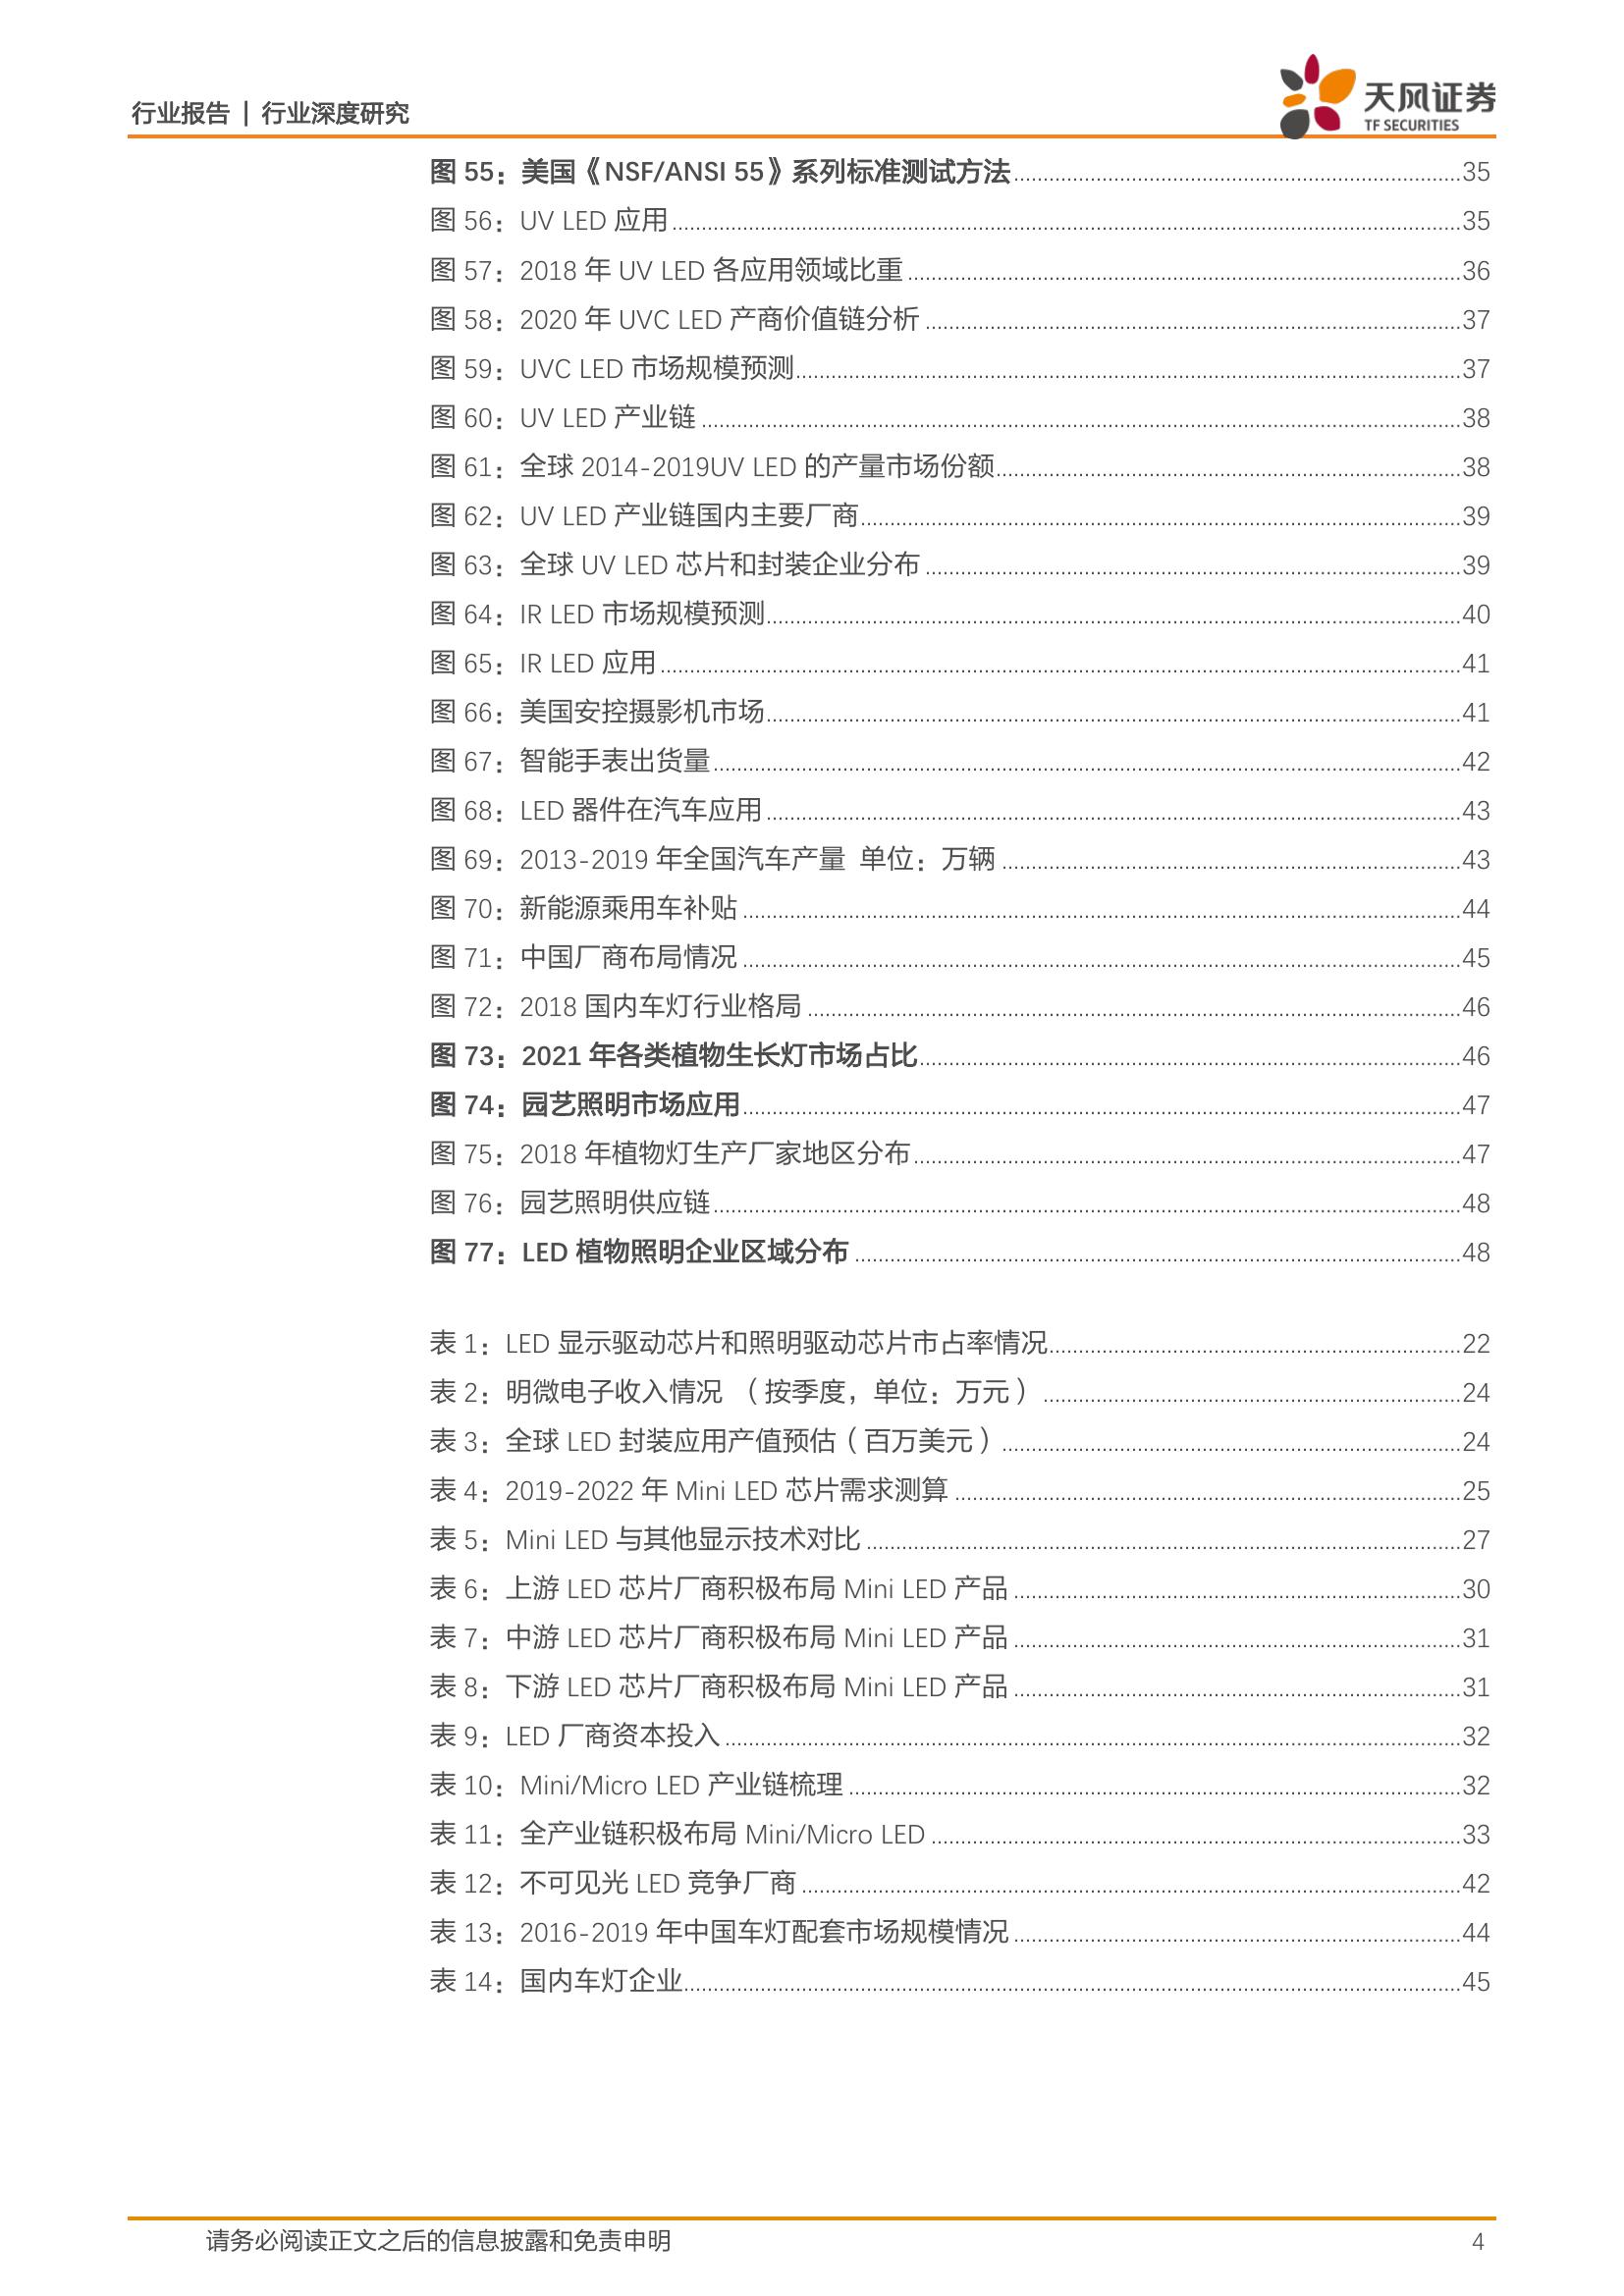 行业报告 | 行业深度研究
天风证券
TF SECURITIES
图 55：美国《NSF/ANSI 55》系列标准测试方法 35
图 56：UV LED 应用 35
图 57：2018 年 UV LED 各应用领域比重 36
图 58：2020 年 UVC LED 产商价值链分析 37
图 59：UVC LED 市场规模预测 37
图 60：UV LED 产业链 38
图 61：全球 2014-2019UV LED 的产量市场份额 38
图 62：UV LED 产业链国内主要厂商 39
图 63：全球 UV LED 芯片和封装企业分布 39
图 64：IR LED 市场规模预测 40
图 65：IR LED 应用 41
图 66：美国安控摄影机市场 41
图 67：智能手表出货量 42
图 68：LED 器件在汽车应用 43
图 69：2013-2019 年全国汽车产量 单位：万辆 43
图 70：新能源乘用车补贴 44
图 71：中国厂商布局情况 45
图 72：2018 国内车灯行业格局 46
图 73：2021 年各类植物生长灯市场占比 46
图 74：园艺照明市场应用 47
图 75：2018 年植物灯生产厂家地区分布 47
图 76：园艺照明供应链 48
图 77：LED 植物照明企业区域分布 48
表 1：LED 显示驱动芯片和照明驱动芯片市占率情况 22
表 2：明微电子收入情况 （按季度，单位：万元） 24
表 3：全球 LED 封装应用产值预估（百万美元） 24
表 4：2019-2022 年 Mini LED 芯片需求测算 25
表 5：Mini LED 与其他显示技术对比 27
表 6：上游 LED 芯片厂商积极布局 Mini LED 产品 30
表 7：中游 LED 芯片厂商积极布局 Mini LED 产品 31
表 8：下游 LED 芯片厂商积极布局 Mini LED 产品 31
表 9：LED 厂商资本投入 32
表 10：Mini/Micro LED 产业链梳理 32
表 11：全产业链积极布局 Mini/Micro LED 33
表 12：不可见光 LED 竞争厂商 42
表 13：2016-2019 年中国车灯配套市场规模情况 44
表 14：国内车灯企业 45
请务必阅读正文之后的信息披露和免责申明 4